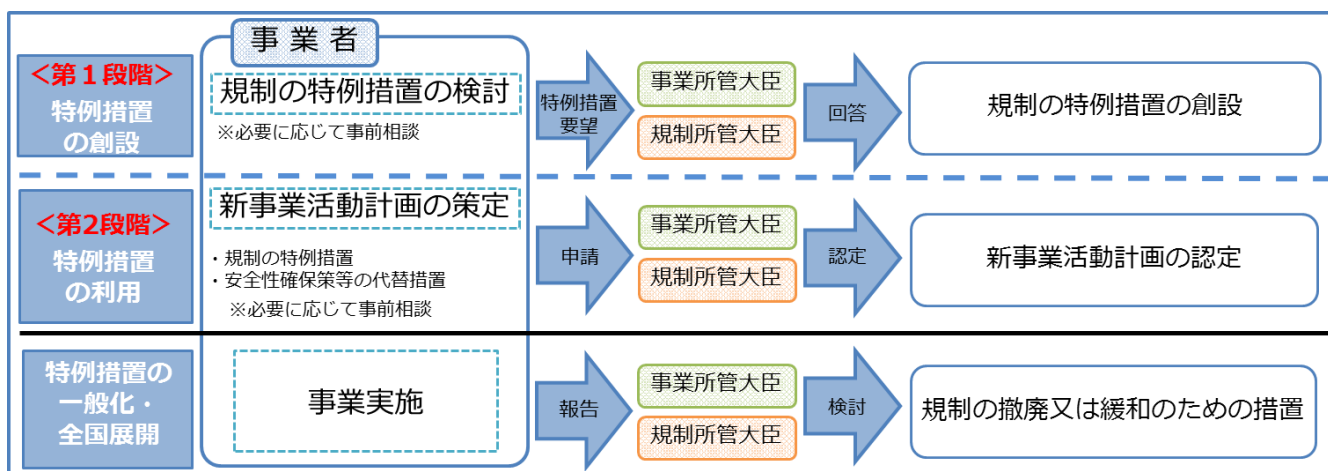 事業者
＜第１段階＞
特例措置
の創設
規制の特例措置の検討
※必要に応じて事前相談
特例措置
要望
事業所管大臣
規制所管大臣
回答
規制の特例措置の創設
＜第2段階＞
特例措置
の利用
新事業活動計画の策定
・規制の特例措置
・安全性確保策等の代替措置
※必要に応じて事前相談
申請
事業所管大臣
規制所管大臣
認定
新事業活動計画の認定
特例措置の
一般化・
全国展開
事業実施
報告
事業所管大臣
規制所管大臣
検討
規制の撤廃又は緩和のための措置